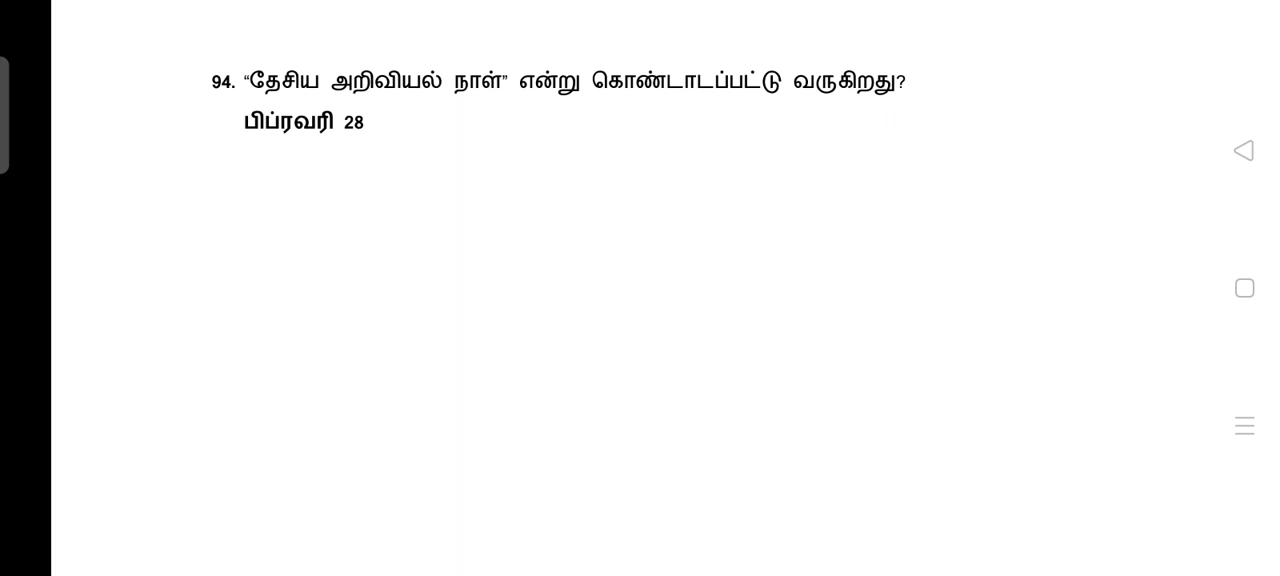 94. “தேசிய அறிவியல் நாள்” என்று கொண்டாடப்பட்டு வருகிறது?
பிப்ரவரி 28